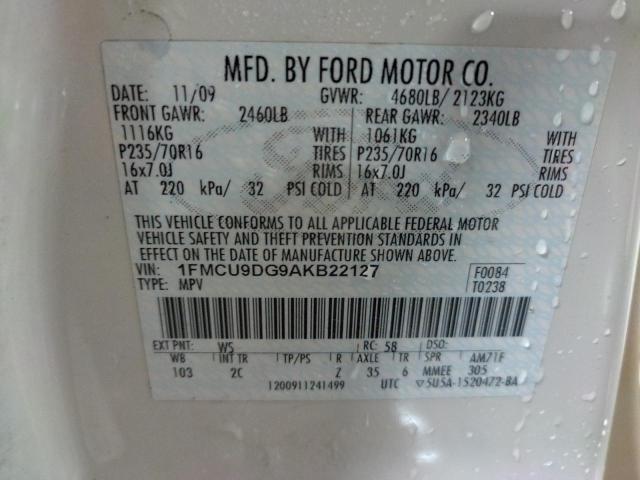 MFD. BY FORD MOTOR CO.
DATE: 11/09 GVWR: 4680LB/ 2123KG
FRONT GAWR: 2460LB REAR GAWR: 2340LB
1116KG WITH 1061KG WITH
P235/70R16 TIRES P235/70R16 TIRES
16x7.0J RIMS 16x7.0J RIMS
AT 220 kPa/ 32 PSI COLD AT 220 kPa/ 32 PSI COLD
THIS VEHICLE CONFORMS TO ALL APPLICABLE FEDERAL MOTOR
VEHICLE SAFETY AND THEFT PREVENTION STANDARDS IN
EFFECT ON THE DATE OF MANUFACTURE SHOWN ABOVE.
VIN: 1FMCU9DG9AKB22127 F0084
TYPE: MPV T0238
EXT PNT: WS RC: 58 DSO:
WB INT TR TP/PS R AXLE TR SPR AM71F
103 2C Z 35 6 MMEE 305
1200911241499 UTC ▽5U5A-1520472-BA